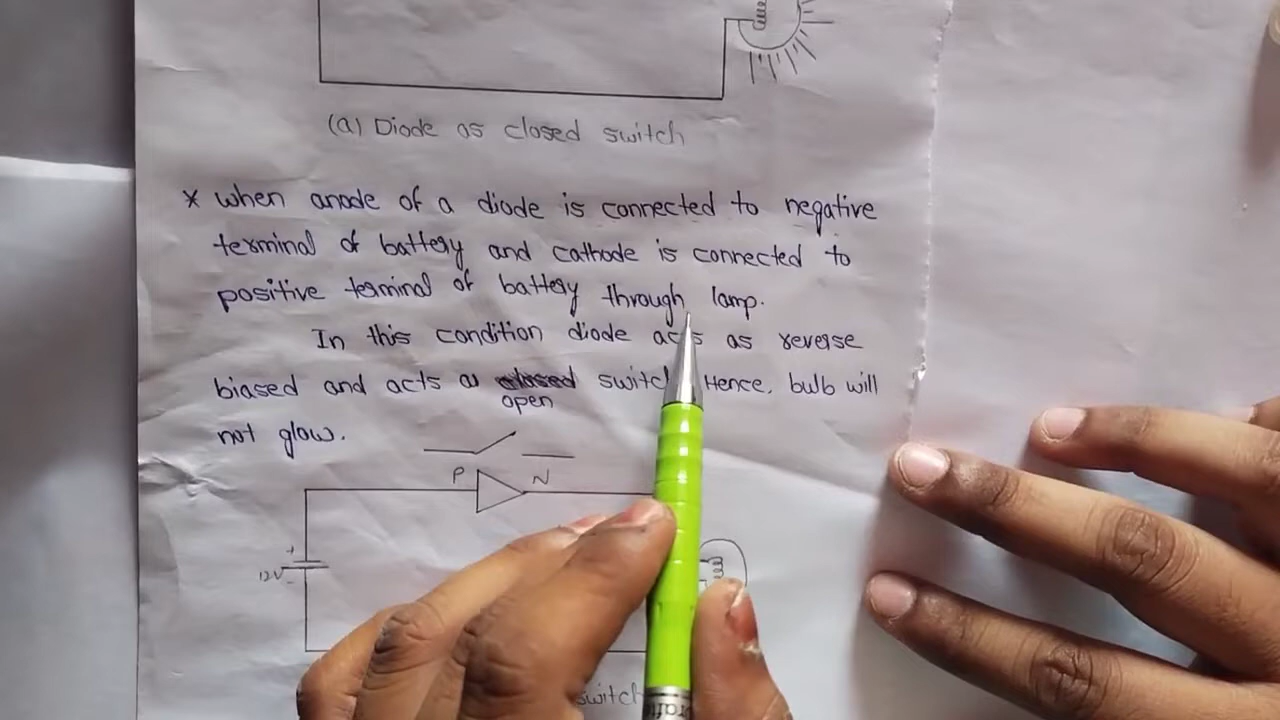 (a) Diode as closed switch
* when anode of a diode is connected to negative
terminal of battery and cathode is connected to
positive terminal of battery through lamp.
In this condition diode acts as reverse
biased and acts as switch Hence, bulb will
open
not glow.
P N
+
12V
-
switch